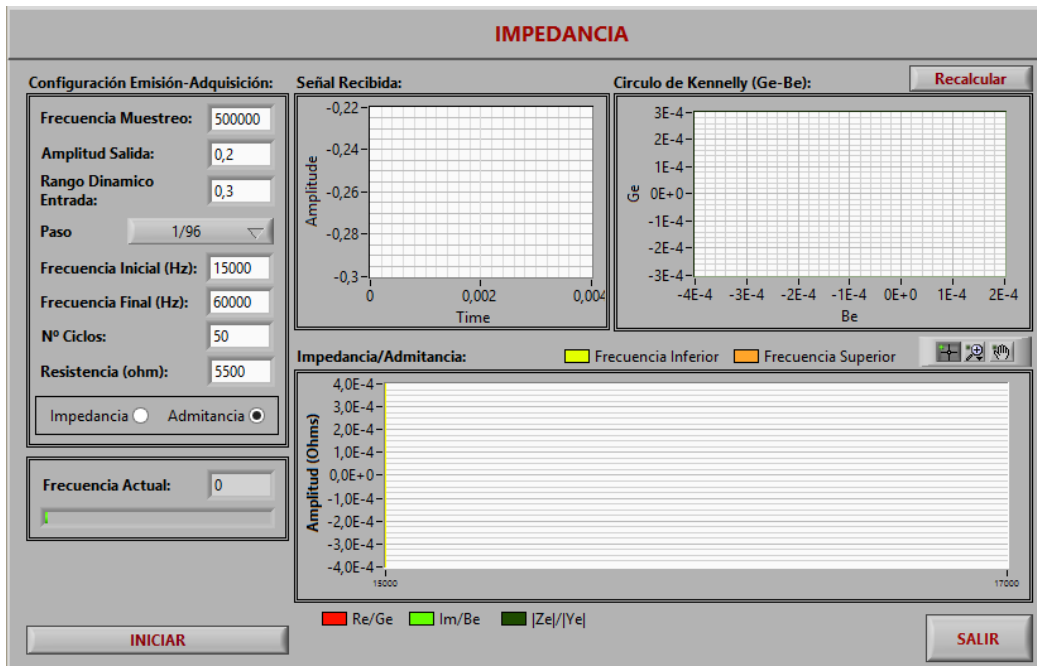 IMPEDANCIA
Configuración Emisión-Adquisición:
Frecuencia Muestreo: 500000
Amplitud Salida: 0,2
Rango Dinamico
Entrada: 0,3
Paso 1/96
Frecuencia Inicial (Hz): 15000
Frecuencia Final (Hz): 60000
Nº Ciclos: 50
Resistencia (ohm): 5500
Impedancia Admitancia
Frecuencia Actual: 0
INICIAR
Señal Recibida:
Amplitude
-0,22
-0,24
-0,26
-0,28
-0,3
0 0,002 0,004
Time
Circulo de Kennelly (Ge-Be):
Recalcular
Ge
3E-4
2E-4
1E-4
0E+0
-1E-4
-2E-4
-3E-4
-4E-4 -3E-4 -2E-4 -1E-4 0E+0 1E-4 2E-4
Be
Impedancia/Admitancia:
Frecuencia Inferior
Frecuencia Superior
Amplitud (Ohms)
4,0E-4
3,0E-4
2,0E-4
1,0E-4
0,0E+0
-1,0E-4
-2,0E-4
-3,0E-4
-4,0E-4
15000 17000
Re/Ge Im/Be |Ze|/|Ye|
SALIR